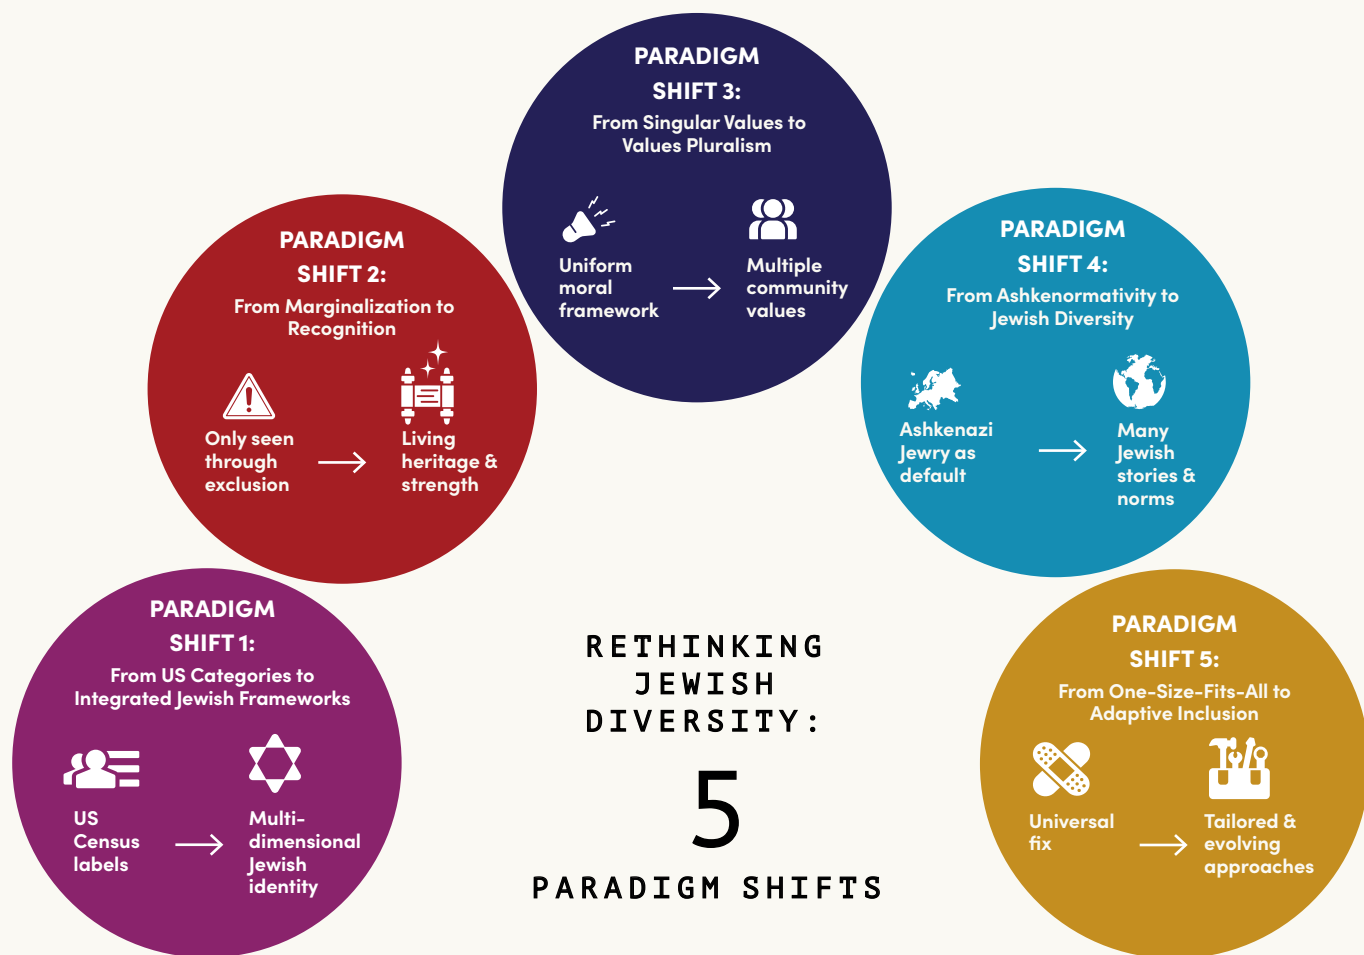 PARADIGM
SHIFT 1:
From US Categories to
Integrated Jewish Frameworks
US
Census
labels
Multi-
dimensional
Jewish
identity
PARADIGM
SHIFT 2:
From Marginalization to
Recognition
Only seen
through
exclusion
Living
heritage &
strength
PARADIGM
SHIFT 3:
From Singular Values to
Values Pluralism
Uniform
moral
framework
Multiple
community
values
PARADIGM
SHIFT 4:
From Ashkenormativity to
Jewish Diversity
Ashkenazi
Jewry as
default
Many
Jewish
stories &
norms
PARADIGM
SHIFT 5:
From One-Size-Fits-All to
Adaptive Inclusion
Universal
fix
Tailored &
evolving
approaches
RETHINKING
JEWISH
DIVERSITY:
5
PARADIGM SHIFTS